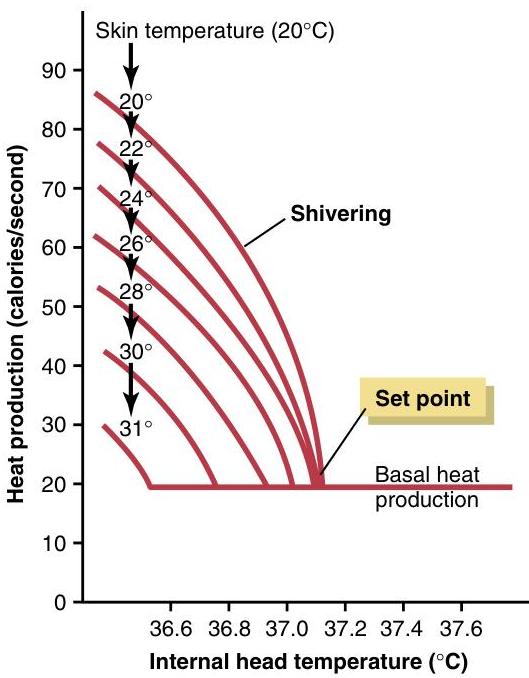 Skin temperature (20°C)
90
80
70
60
50
40
30
20
10
0
20°
22°
24°
26°
28°
30°
31°
Shivering
Set point
Basal heat
production
Heat production (calories/second)
36.6 36.8 37.0 37.2 37.4 37.6
Internal head temperature (°C)